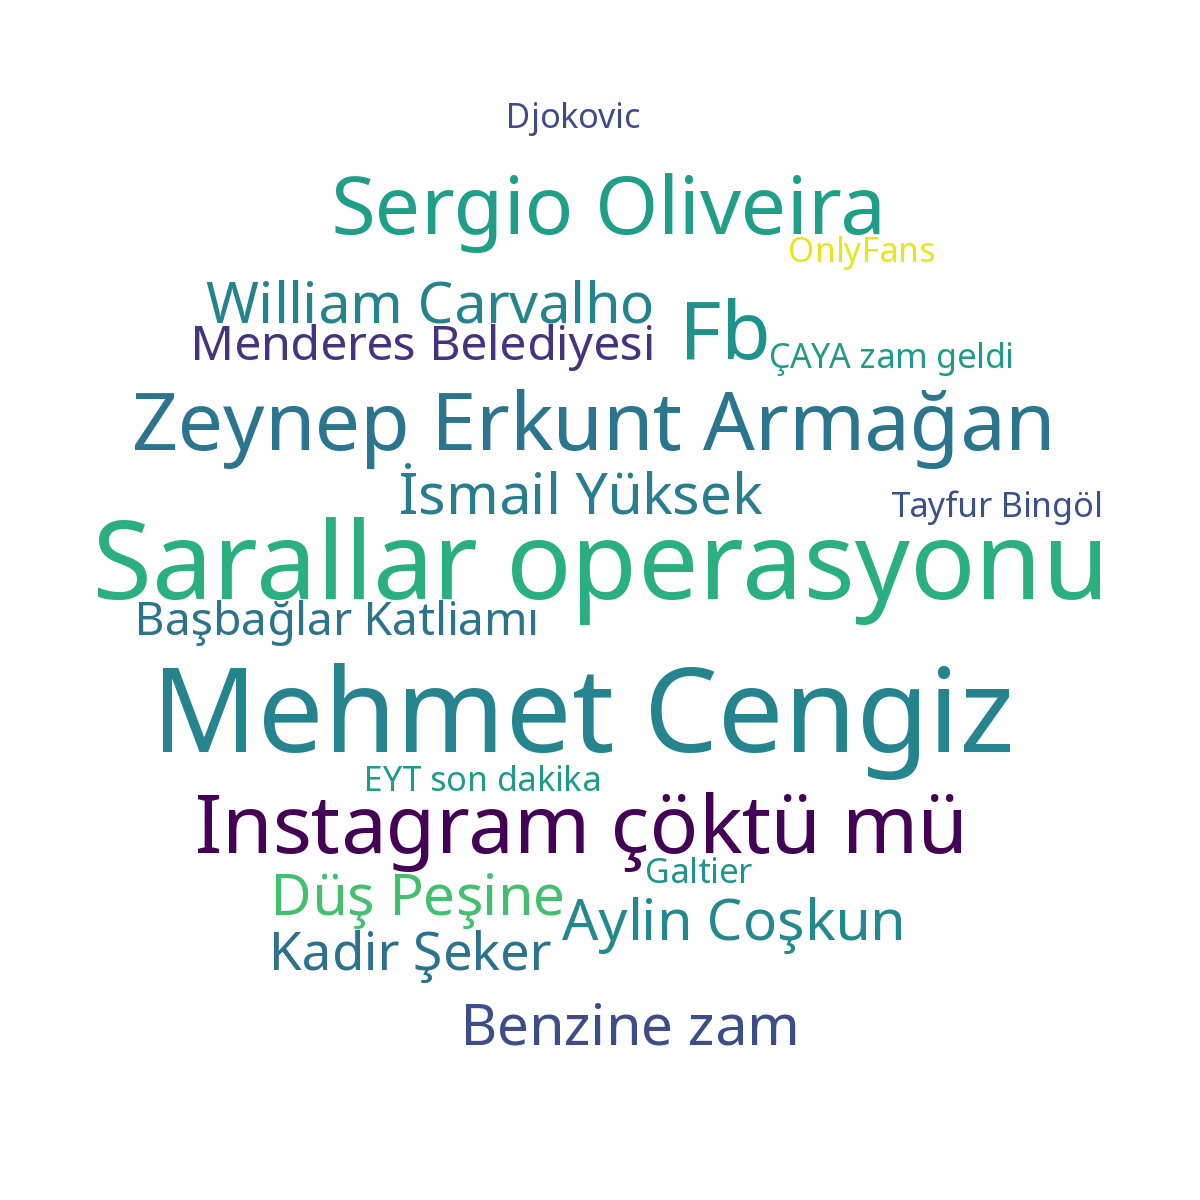 Djokovic
Sergio Oliveira
OnlyFans
William Carvalho
Fb
Menderes Belediyesi
ÇAYA zam geldi
Zeynep Erkunt Armağan
İsmail Yüksek
Tayfur Bingöl
Sarallar operasyonu
Başbağlar Katliamı
Mehmet Cengiz
EYT son dakika
Instagram çöktü mü
Galtier
Düş Peşine
Aylin Coşkun
Kadir Şeker
Benzine zam